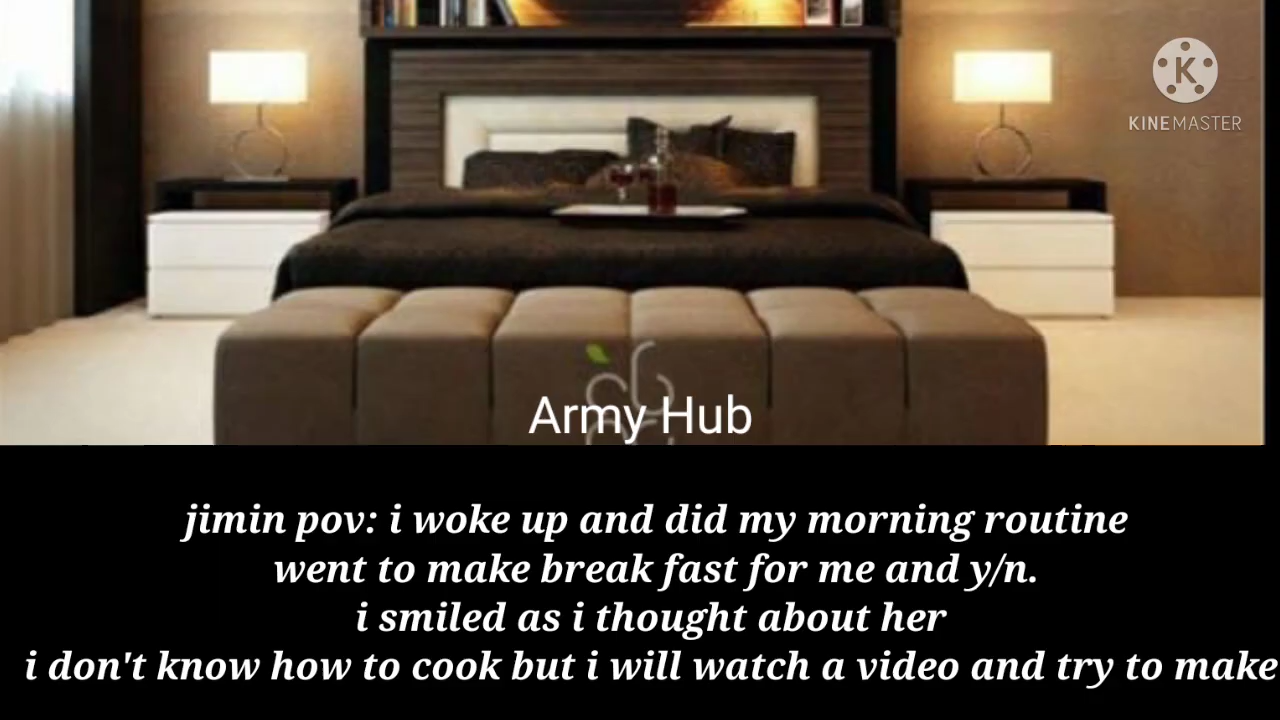 KINEMASTER
Army Hub
jimin pov: i woke up and did my morning routine
went to make break fast for me and y/n.
i smiled as i thought about her
i don't know how to cook but i will watch a video and try to make